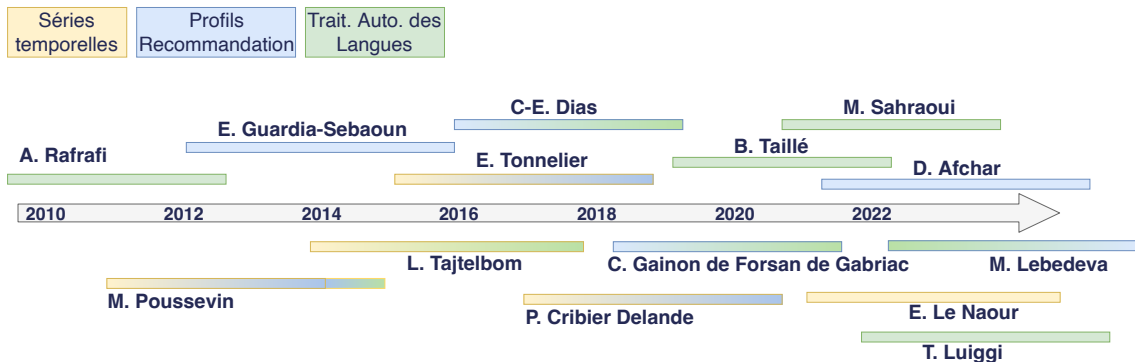 Séries
temporelles
Profils
Recommandation
Trait. Auto. des
Langues
C-E. Dias
M. Sahraoui
E. Guardia-Sebaoun
B. Taillé
A. Rafrafi
E. Tonnelier
D. Afchar
2010 2012 2014 2016 2018 2020 2022
L. Tajtelbom
C. Gainon de Forsan de Gabriac
M. Lebedeva
M. Poussevin
P. Cribier Delande
E. Le Naour
T. Luiggi